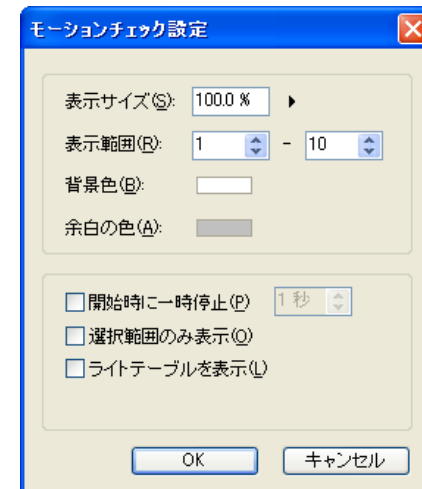 モーションチェック設定
表示サイズ(S): 100.0 %
表示範囲(R): 1 - 10
背景色(B):
余白の色(A):
開始時に一時停止(P) 1 秒
選択範囲のみ表示(O)
ライトテーブルを表示(L)
OK キャンセル